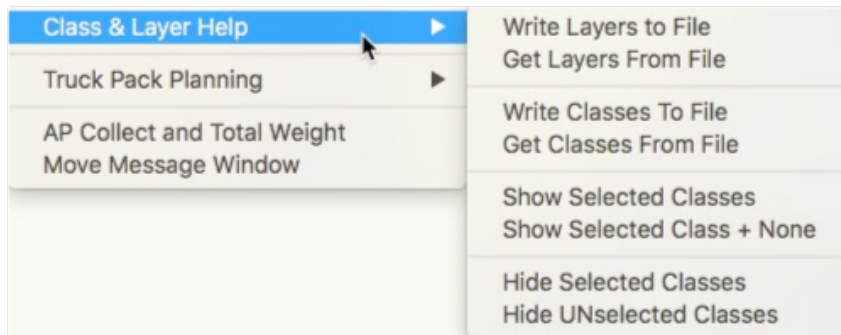 Class & Layer Help
Truck Pack Planning
AP Collect and Total Weight
Move Message Window
Write Layers to File
Get Layers From File
Write Classes To File
Get Classes From File
Show Selected Classes
Show Selected Class + None
Hide Selected Classes
Hide UNselected Classes